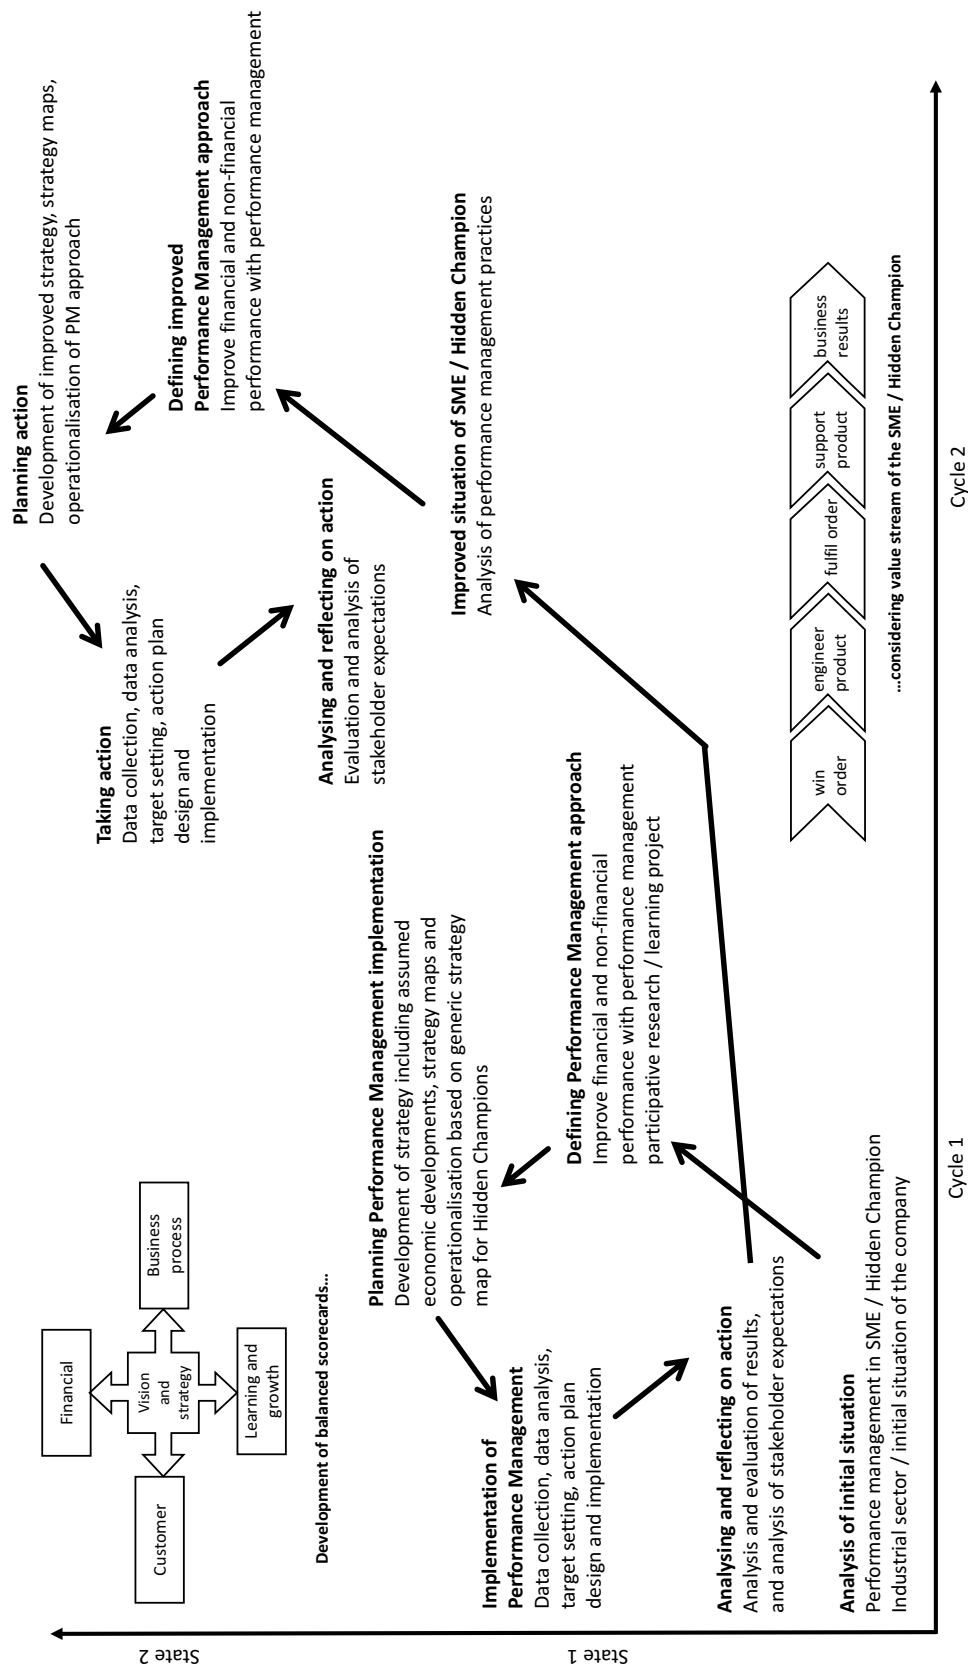 Financial
Customer
Vision
and
strategy
Business
process
Learning and
growth
Development of balanced scorecards...
State 2
State 1
Planning action
Development of improved strategy, strategy maps,
operationalisation of PM approach
Taking action
Data collection, data analysis,
target setting, action plan
design and
implementation
Defining improved
Performance Management approach
Improve financial and non-financial
performance with performance management
Analysing and reflecting on action
Evaluation and analysis of
stakeholder expectations
Planning Performance Management implementation
Development of strategy including assumed
economic developments, strategy maps and
operationalisation based on generic strategy
map for Hidden Champions
Improved situation of SME / Hidden Champion
Analysis of performance management practices
Implementation of
Performance Management
Data collection, data analysis,
target setting, action plan
design and implementation
Defining Performance Management approach
Improve financial and non-financial
performance with performance management
participative research / learning project
Analysing and reflecting on action
Analysis and evaluation of results,
and analysis of stakeholder expectations
Analysis of initial situation
Performance management in SME / Hidden Champion
Industrial sector / initial situation of the company
win
order
engineer
product
fulfil order
support
product
business
results
...considering value stream of the SME / Hidden Champion
Cycle 1
Cycle 2